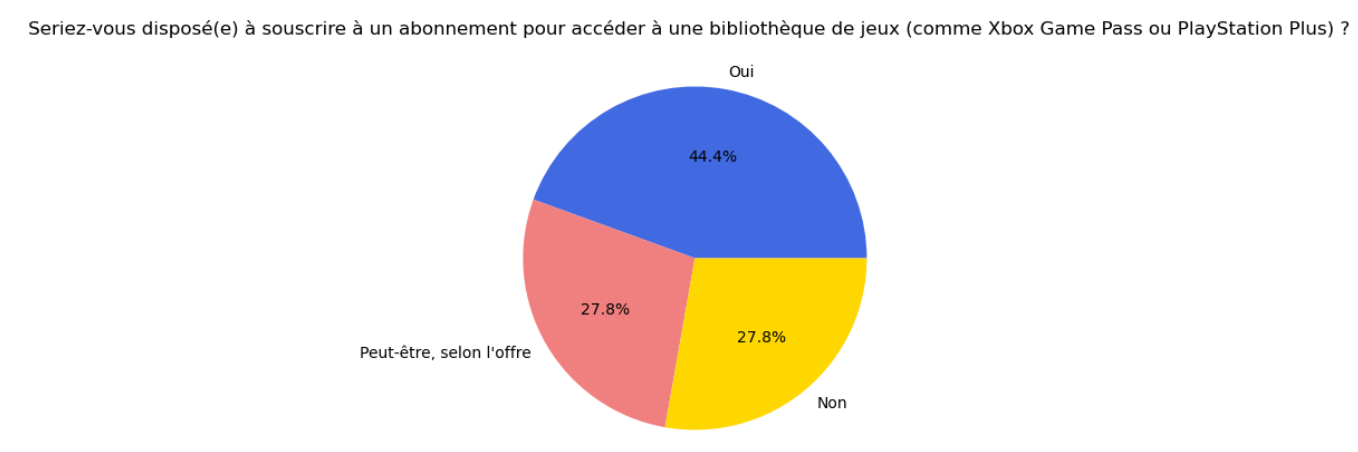 Seriez-vous disposé(e) à souscrire à un abonnement pour accéder à une bibliothèque de jeux (comme Xbox Game Pass ou PlayStation Plus) ?
Oui
44.4%
27.8%
27.8%
Peut-être, selon l'offre
Non